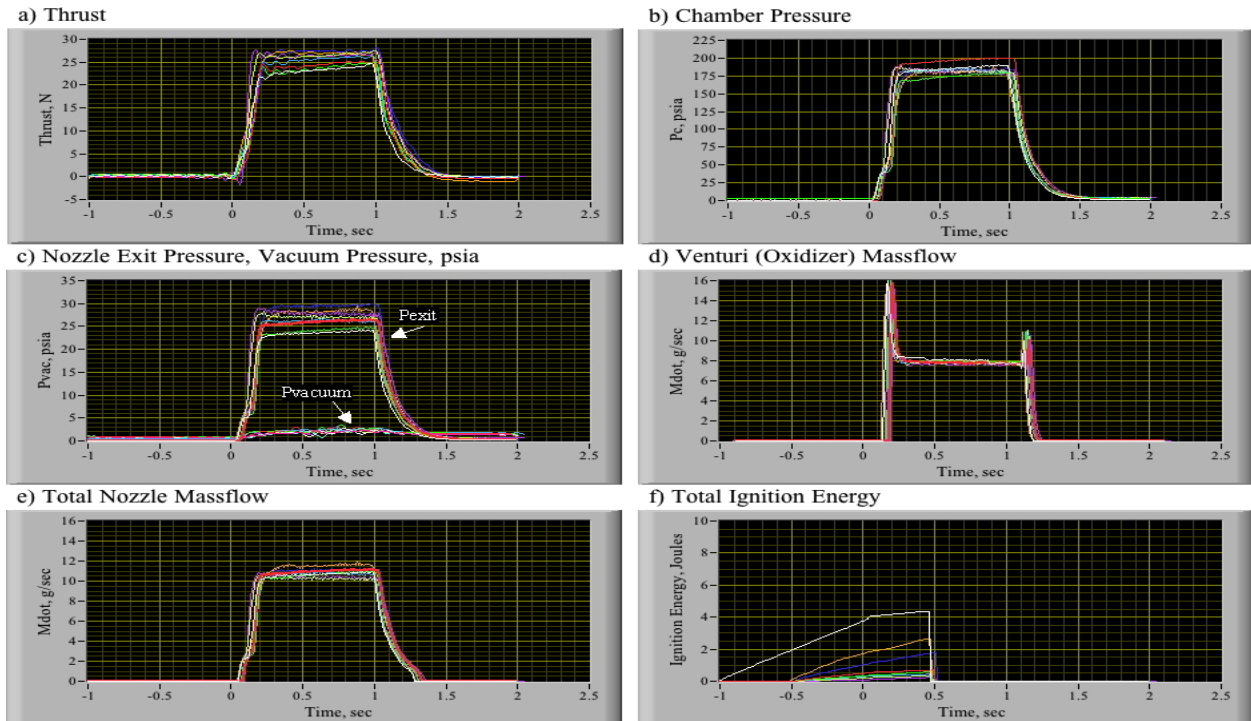 a) Thrust
30
25
20
15
10
5
0
-5
Thrust, N
-1 -0.5 0 0.5 1 1.5 2 2.5
Time, sec
b) Chamber Pressure
225
200
175
150
125
100
75
50
25
0
Pc, psia
-1 -0.5 0 0.5 1 1.5 2 2.5
Time, sec
c) Nozzle Exit Pressure, Vacuum Pressure, psia
35
30
25
20
15
10
5
0
Pvac, psia
Pexit
Pvacuum
-1 -0.5 0 0.5 1 1.5 2 2.5
Time, sec
d) Venturi (Oxidizer) Massflow
16
14
12
10
8
6
4
2
0
Mdot, g/sec
-1 -0.5 0 0.5 1 1.5 2 2.5
Time, sec
e) Total Nozzle Massflow
16
14
12
10
8
6
4
2
0
Mdot, g/sec
-1 -0.5 0 0.5 1 1.5 2 2.5
Time, sec
f) Total Ignition Energy
10
8
6
4
2
0
Ignition Energy, Joules
-1 -0.5 0 0.5 1 1.5 2 2.5
Time, sec